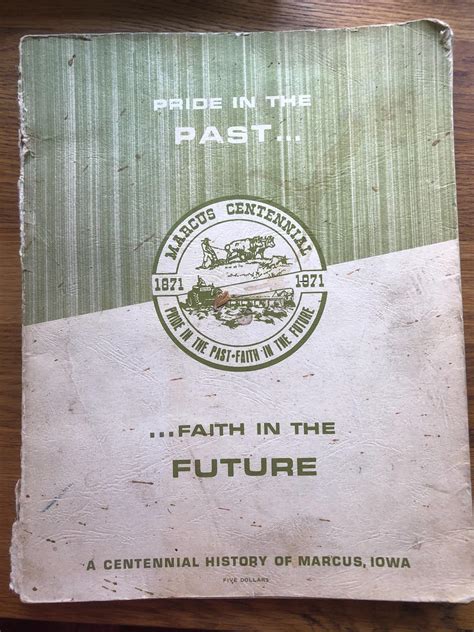 PRIDE IN THE
PAST...
MARCUS CENTENNIAL
1871 1971
PRIDE IN THE PAST-FAITH IN THE FUTURE
...FAITH IN THE
FUTURE
A CENTENNIAL HISTORY OF MARCUS, IOWA
FIVE DOLLARS